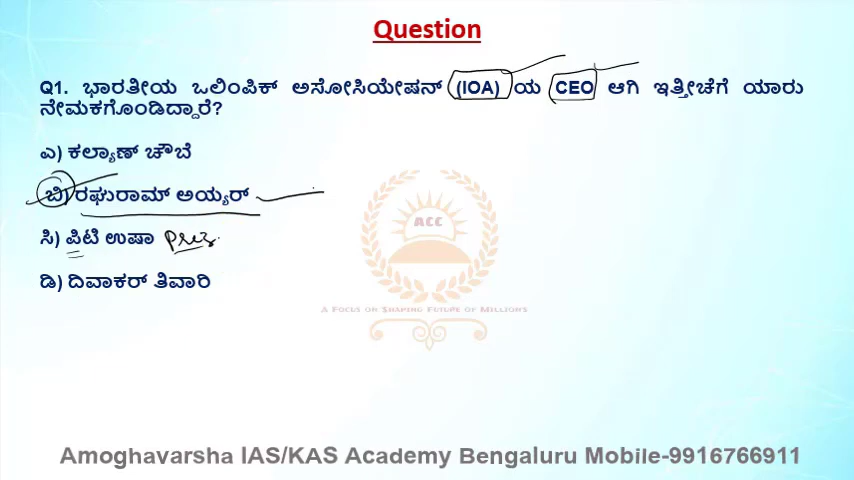 Question
Q1. ಭಾರತೀಯ ಒಲಿಂಪಿಕ್ ಅಸೋಸಿಯೇಷನ್ (IOA) ಯ CEO ಆಗಿ ಇತ್ತೀಚೆಗೆ ಯಾರು
ನೇಮಕಗೊಂಡಿದ್ದಾರೆ?
ಎ) ಕಲ್ಯಾಣ್ ಚೌಬೆ
ಬಿ) ರಘುರಾಮ್ ಅಯ್ಯರ್
ಸಿ) ಪಿಟಿ ಉಷಾ Prez.
ಡಿ) ದಿವಾಕರ್ ತಿವಾರಿ
ACC
A Focus on Shaping Future of Millions
Amoghavarsha IAS/KAS Academy Bengaluru Mobile-9916766911